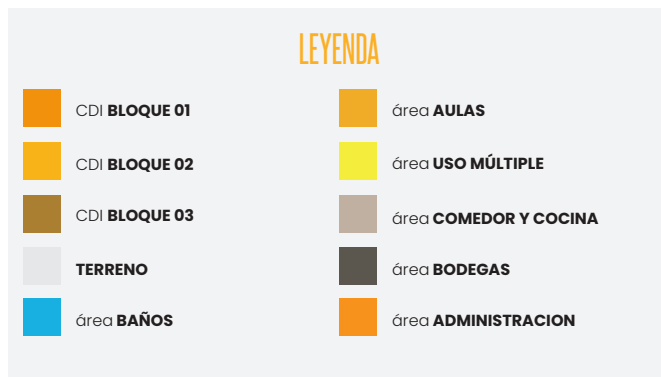 LEYENDA
CDI BLOQUE 01
CDI BLOQUE 02
CDI BLOQUE 03
TERRENO
área BAÑOS
área AULAS
área USO MÚLTIPLE
área COMEDOR Y COCINA
área BODEGAS
área ADMINISTRACION